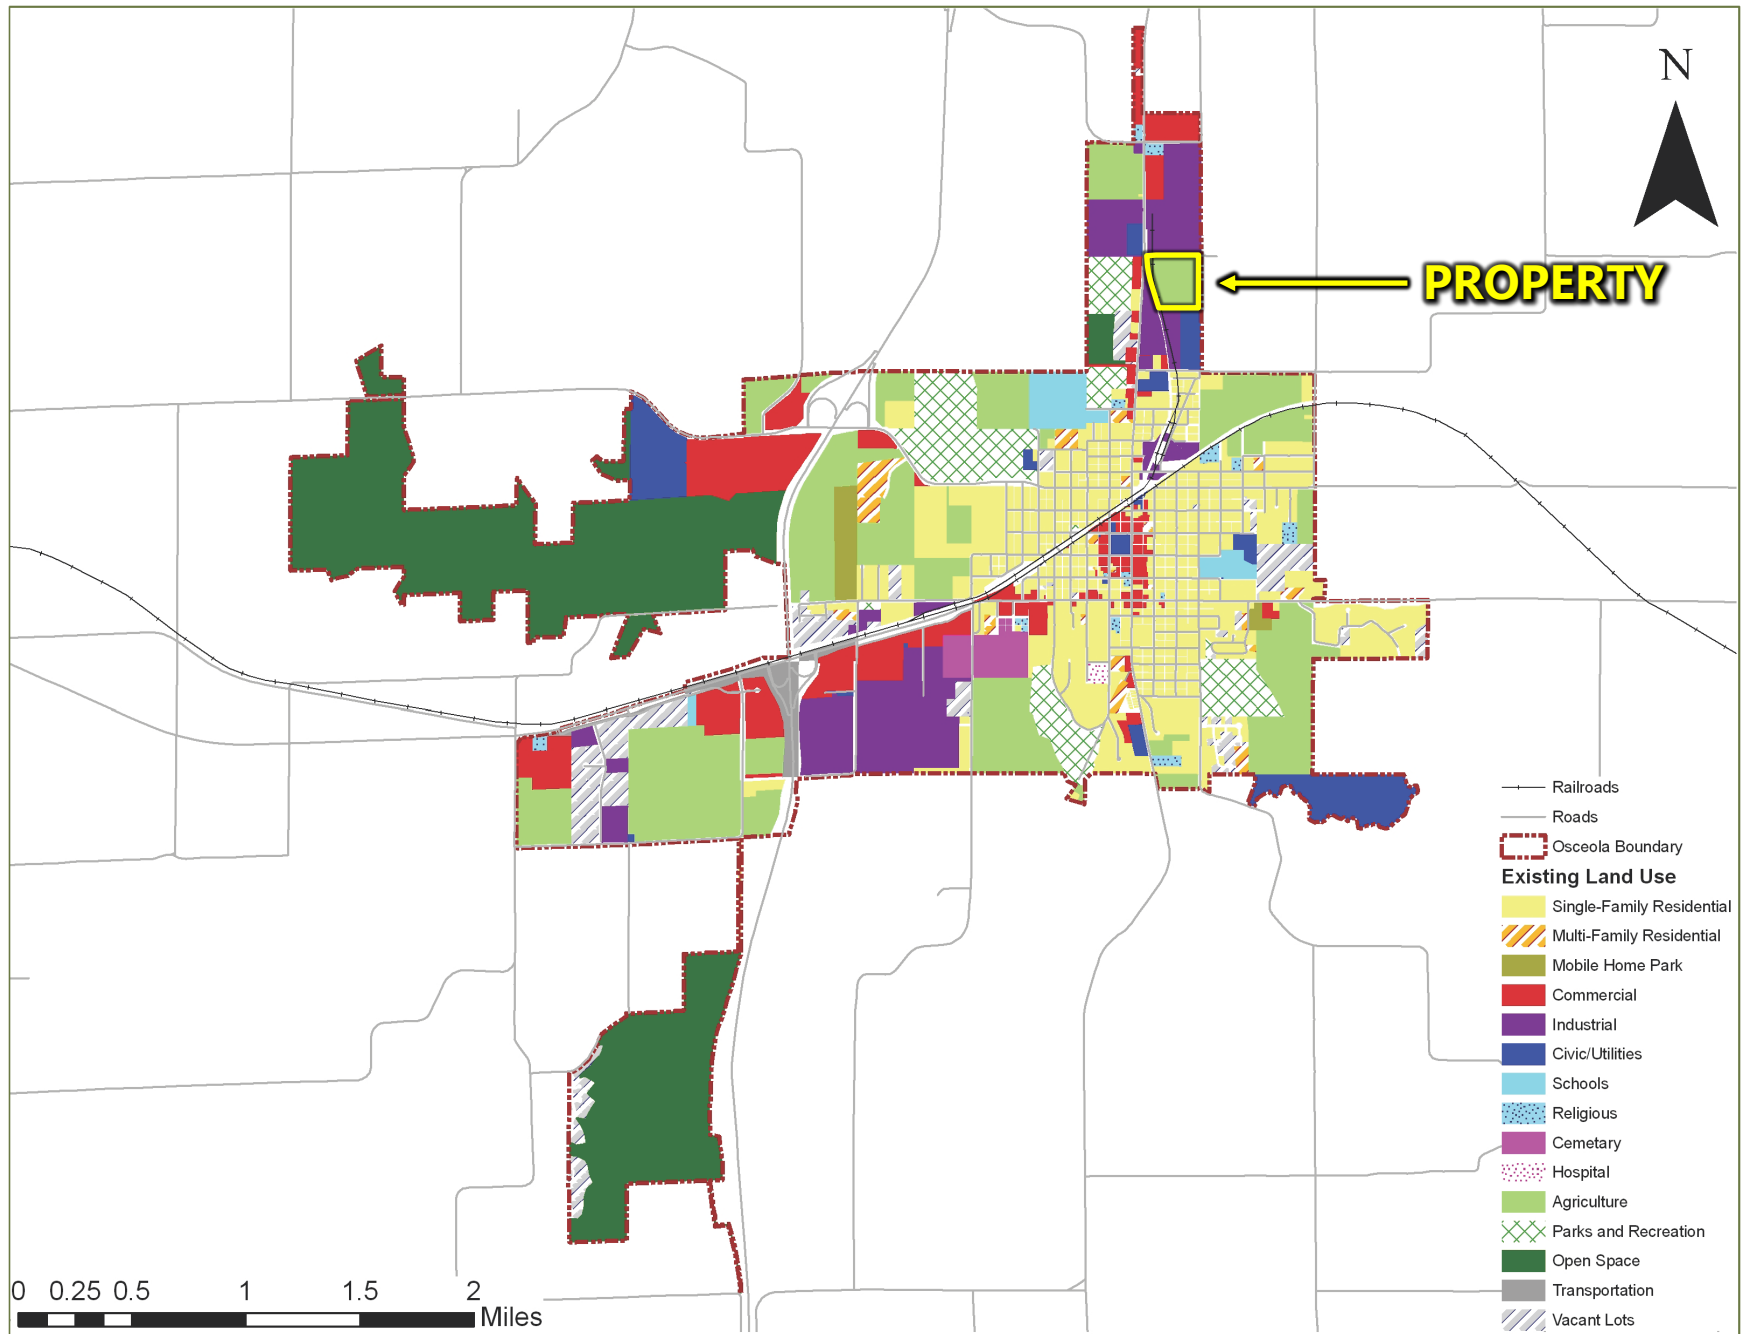 N
PROPERTY
Railroads
Roads
Osceola Boundary
Existing Land Use
Single-Family Residential
Multi-Family Residential
Mobile Home Park
Commercial
Industrial
Civic/Utilities
Schools
Religious
Cemetary
Hospital
Agriculture
Parks and Recreation
Open Space
Transportation
Vacant Lots
0 0.25 0.5 1 1.5 2
Miles